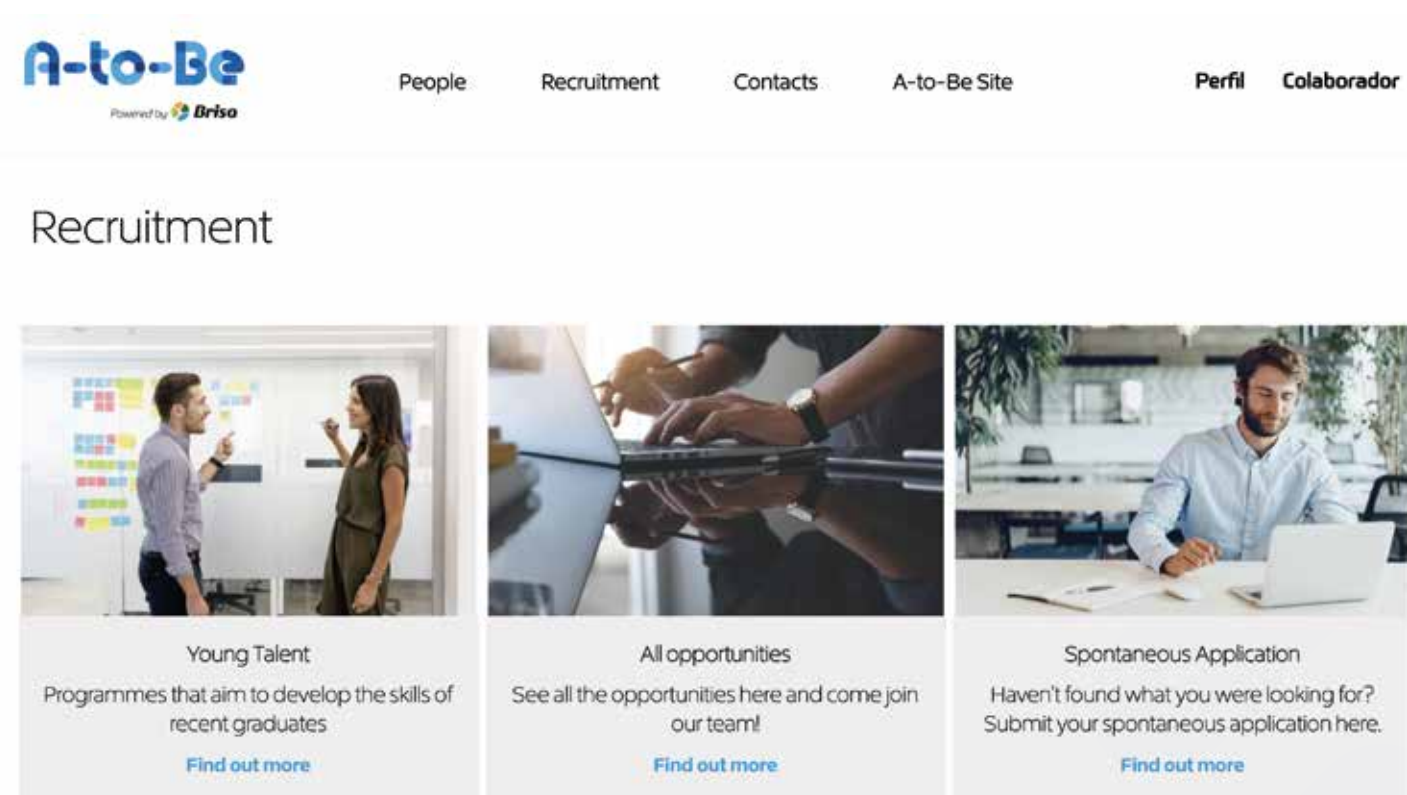 A-to-Be
Powered by Brisa
People Recruitment Contacts A-to-Be Site Perfil Colaborador
Recruitment
Young Talent
Programmes that aim to develop the skills of
recent graduates
Find out more
All opportunities
See all the opportunities here and come join
our team!
Find out more
Spontaneous Application
Haven't found what you were looking for?
Submit your spontaneous application here.
Find out more